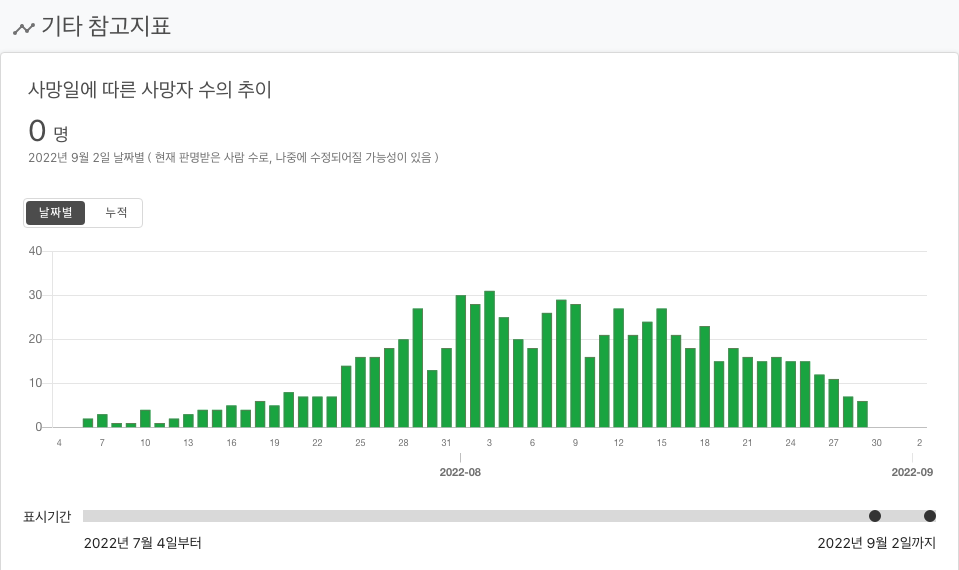 기타 참고지표
사망일에 따른 사망자 수의 추이
0 명
2022년 9월 2일 날짜별 ( 현재 판명받은 사람 수로, 나중에 수정되어질 가능성이 있음 )
날짜별 누적
40
30
20
10
0
4 7 10 13 16 19 22 25 28 31 3 6 9 12 15 18 21 24 27 30 2
2022-08 2022-09
표시기간
2022년 7월 4일부터 2022년 9월 2일까지